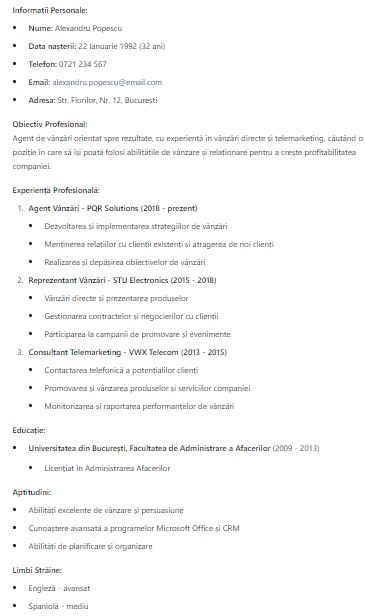 Informații Personale:
• Nume: Alexandru Popescu
• Data nașterii: 22 Ianuarie 1992 (32 ani)
• Telefon: 0721 234 567
• Email: alexandru.popescu@email.com
• Adresa: Str. Florilor, Nr. 12, București
Obiectiv Profesional:
Agent de vânzări orientat spre rezultate, cu experiență în vânzări directe și telemarketing, căutând o
poziție în care să își poată folosi abilitățile de vânzare și relaționare pentru a crește profitabilitatea
companiei.
Experiență Profesională:
1. Agent Vânzări - PQR Solutions (2018 - prezent)
• Dezvoltarea și implementarea strategiilor de vânzări
• Menținerea relațiilor cu clienții existenți și atragerea de noi clienți
• Realizarea și depășirea obiectivelor de vânzări
2. Reprezentant Vânzări - STU Electronics (2015 - 2018)
• Vânzări directe și prezentarea produselor
• Gestionarea contractelor și negocierilor cu clienții
• Participarea la campanii de promovare și evenimente
3. Consultant Telemarketing - VWX Telecom (2013 - 2015)
• Contactarea telefonică a potențialilor clienți
• Promovarea și vânzarea produselor și serviciilor companiei
• Monitorizarea și raportarea performanțelor de vânzări
Educație:
• Universitatea din București, Facultatea de Administrare a Afacerilor (2009 - 2013)
• Licențiat în Administrarea Afacerilor
Aptitudini:
• Abilități excelente de vânzare și persuasiune
• Cunoaștere avansată a programelor Microsoft Office și CRM
• Abilități de planificare și organizare
Limbi Străine:
• Engleză - avansat
• Spaniolă - mediu